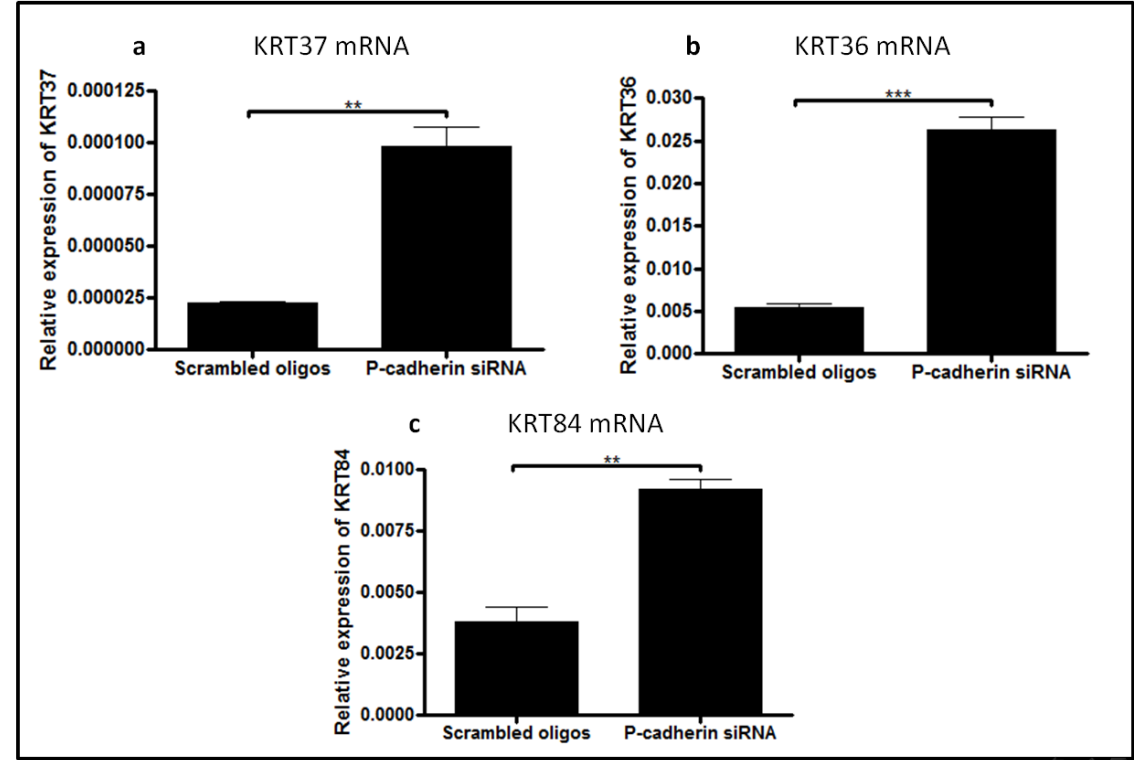 a KRT37 mRNA
Relative expression of KRT37
0.000125
0.000100
0.000075
0.000050
0.000025
0.000000
**
Scrambled oligos P-cadherin siRNA
b KRT36 mRNA
Relative expression of KRT36
0.030
0.025
0.020
0.015
0.010
0.005
0.000
***
Scrambled oligos P-cadherin siRNA
c KRT84 mRNA
Relative expression of KRT84
0.0100
0.0075
0.0050
0.0025
0.0000
**
Scrambled oligos P-cadherin siRNA